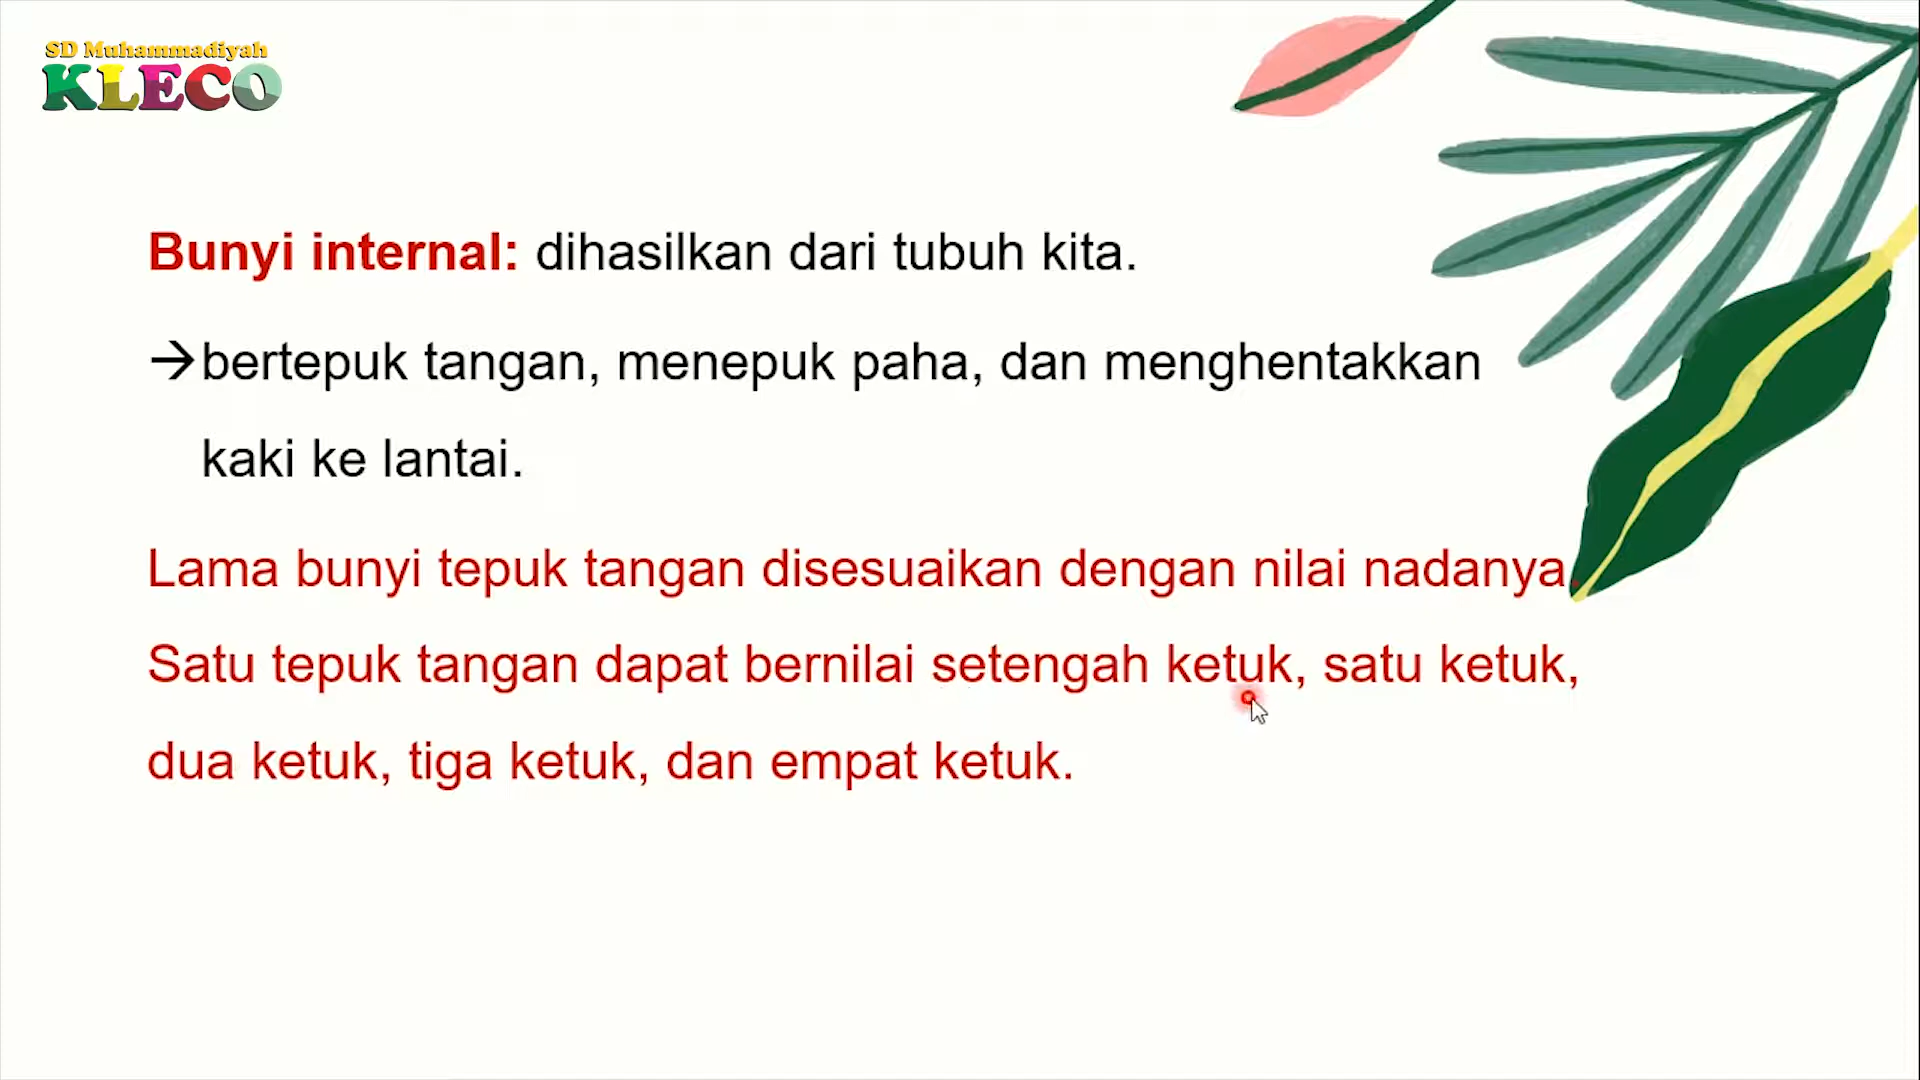 SD Muhammadiyah
KLECO
Bunyi internal: dihasilkan dari tubuh kita.
→bertepuk tangan, menepuk paha, dan menghentakkan
kaki ke lantai.
Lama bunyi tepuk tangan disesuaikan dengan nilai nadanya.
Satu tepuk tangan dapat bernilai setengah ketuk, satu ketuk,
dua ketuk, tiga ketuk, dan empat ketuk.